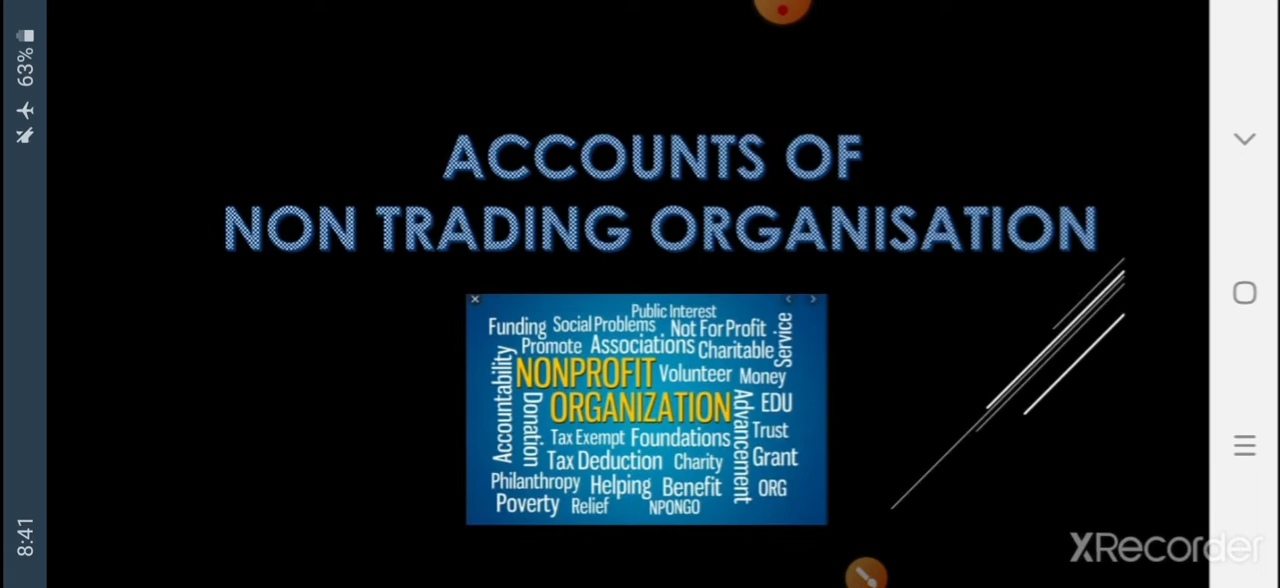 63%
8:41
ACCOUNTS OF
NON TRADING ORGANISATION
Public Interest
Funding Social Problems Not For Profit
Promote Associations Charitable
Service
Accountability
NONPROFIT Volunteer Money
ORGANIZATION
Donation
Advancement
EDU
Tax Exempt Foundations Trust
Tax Deduction Charity Grant
Philanthropy Helping Benefit ORG
Poverty Relief NPONGO
XRecorder